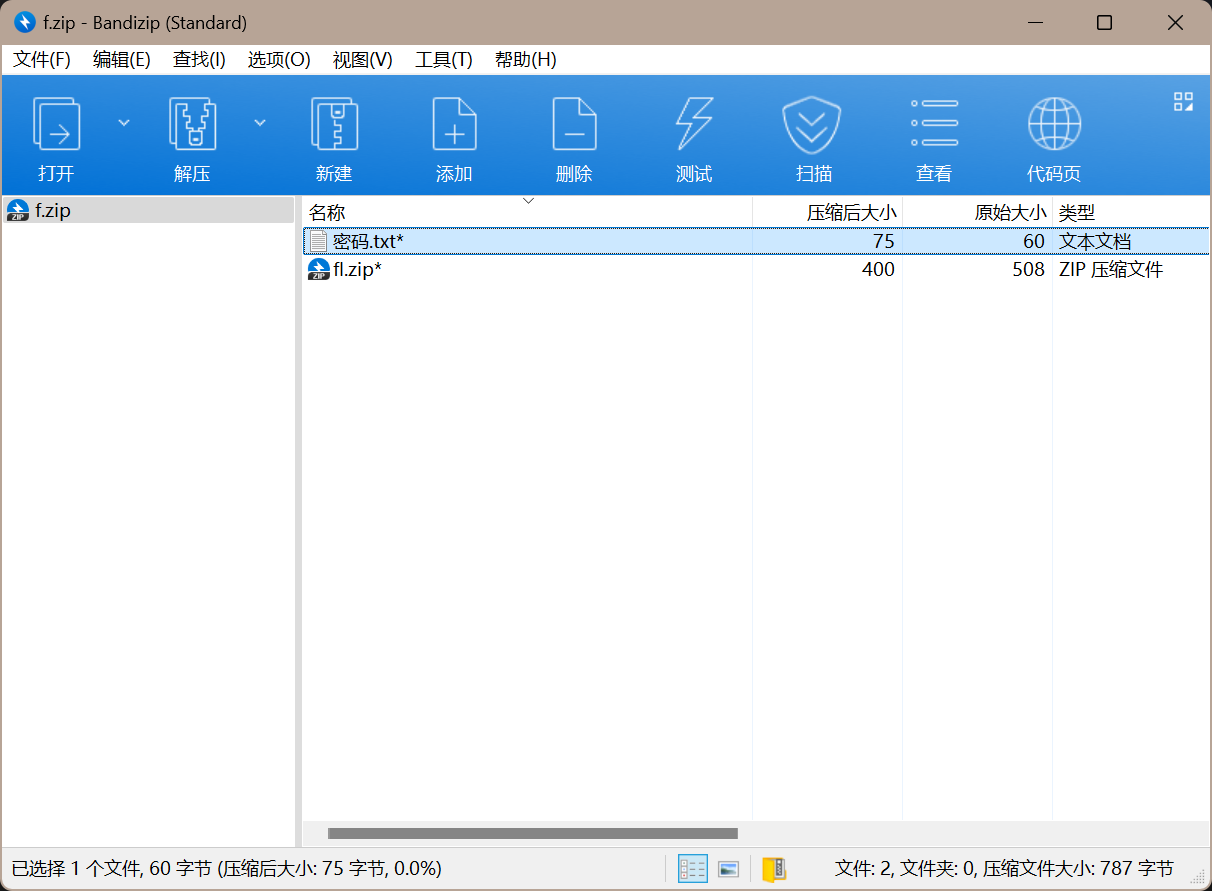 f.zip - Bandizip (Standard)
文件(F) 编辑(E) 查找(I) 选项(O) 视图(V) 工具(T) 帮助(H)
打开 解压 新建 添加 删除 测试 扫描 查看 代码页
f.zip
名称 压缩后大小 原始大小 类型
密码.txt* 75 60 文本文档
fl.zip* 400 508 ZIP 压缩文件
已选择 1 个文件, 60 字节 (压缩后大小: 75 字节, 0.0%) 文件: 2, 文件夹: 0, 压缩文件大小: 787 字节